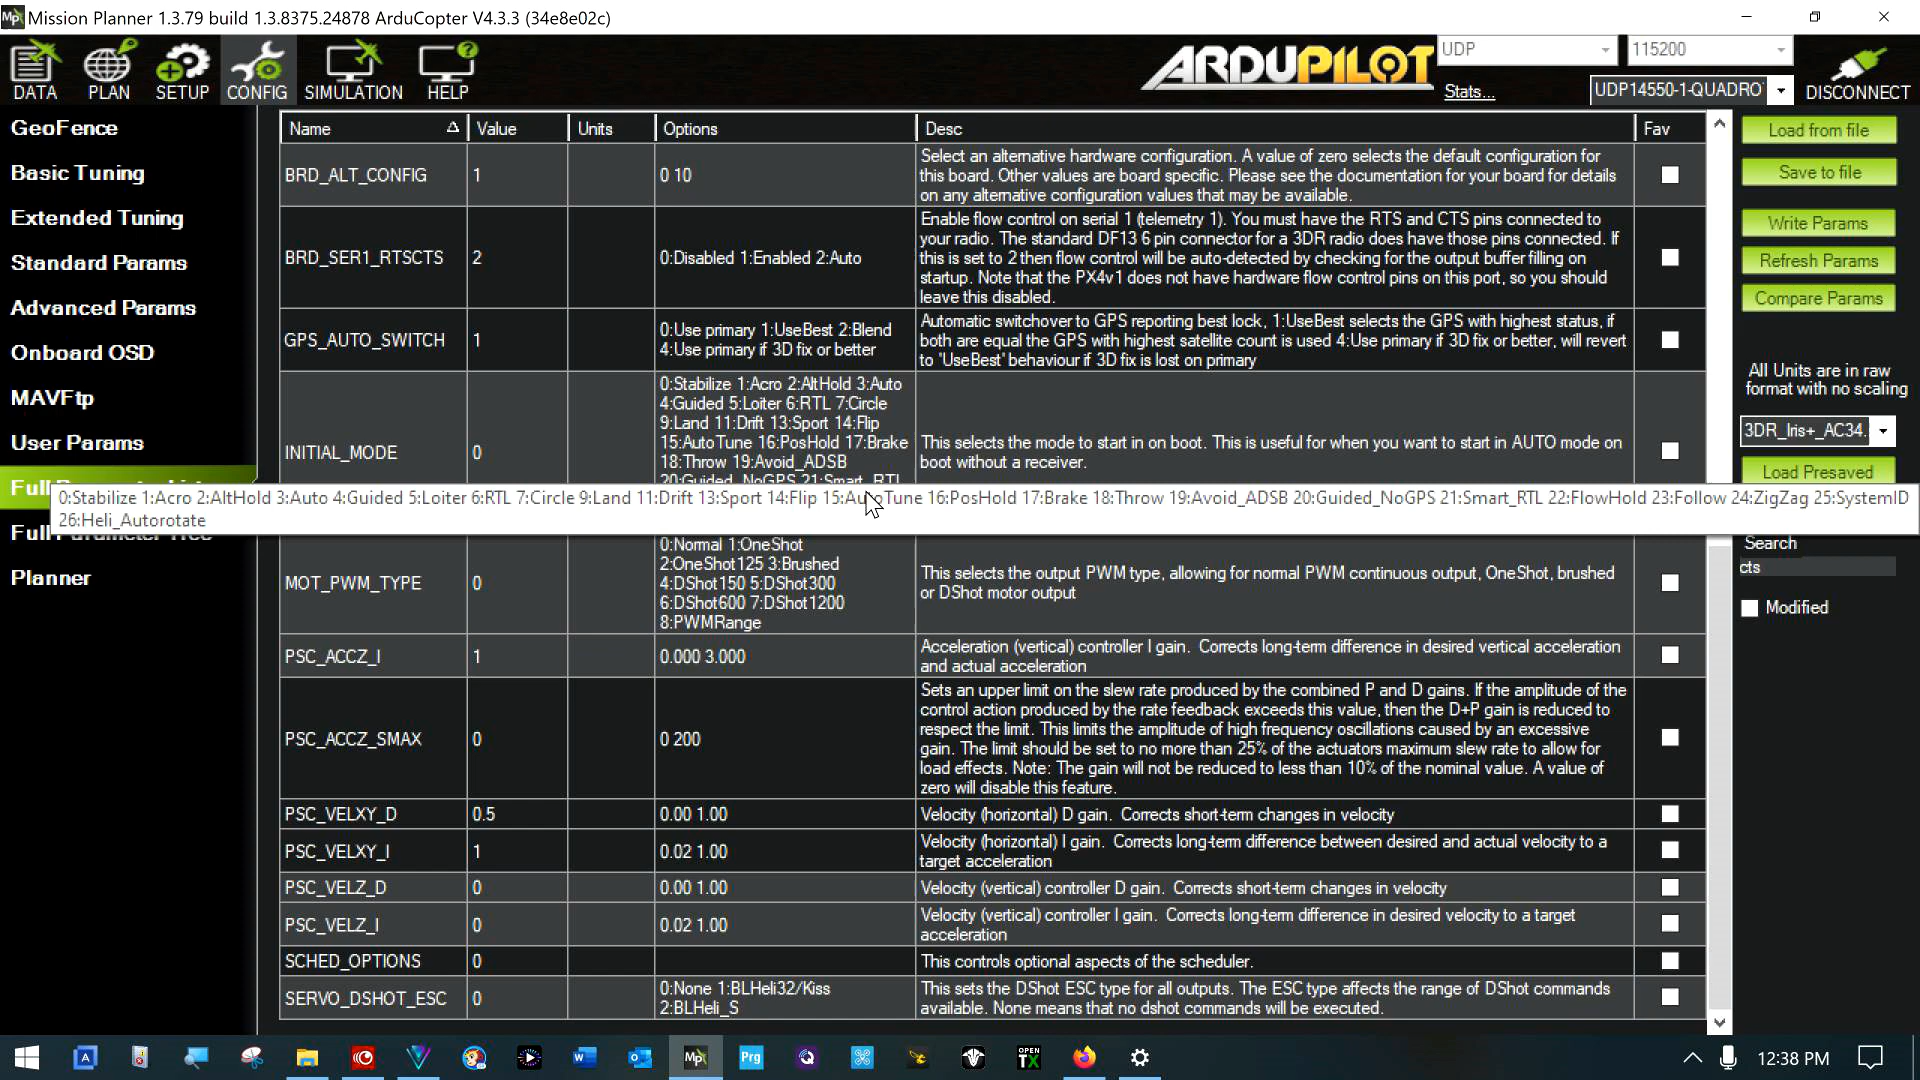 Mission Planner 1.3.79 build 1.3.8375.24878 ArduCopter V4.3.3 (34e8e02c)
DATA PLAN SETUP CONFIG SIMULATION HELP
ARDUPILOT
UDP
115200
Stats...
UDP14550-1-QUADRO
DISCONNECT
GeoFence
Basic Tuning
Extended Tuning
Standard Params
Advanced Params
Onboard OSD
MAVFtp
User Params
Full
Planner
Name Value Units Options Desc Fav
BRD_ALT_CONFIG 1 0 10
Select an alternative hardware configuration. A value of zero selects the default configuration for
this board. Other values are board specific. Please see the documentation for your board for details
on any alternative configuration values that may be available.
BRD_SER1_RTSCTS 2 0:Disabled 1:Enabled 2:Auto
Enable flow control on serial 1 (telemetry 1). You must have the RTS and CTS pins connected to
your radio. The standard DF13 6 pin connector for a 3DR radio does have those pins connected. If
this is set to 2 then flow control will be auto-detected by checking for the output buffer filling on
startup. Note that the PX4v1 does not have hardware flow control pins on this port, so you should
leave this disabled.
GPS_AUTO_SWITCH 1
0:Use primary 1:UseBest 2:Blend
4:Use primary if 3D fix or better
Automatic switchover to GPS reporting best lock, 1:UseBest selects the GPS with highest status, if
both are equal the GPS with highest satellite count is used 4:Use primary if 3D fix or better, will revert
to 'UseBest' behaviour if 3D fix is lost on primary
INITIAL_MODE 0
0:Stabilize 1:Acro 2:AltHold 3:Auto
4:Guided 5:Loiter 6:RTL 7:Circle
9:Land 11:Drift 13:Sport 14:Flip
15:AutoTune 16:PosHold 17:Brake
18:Throw 19:Avoid_ADSB
20:Guided_NoGPS 21:Smart_RTL
This selects the mode to start in on boot. This is useful for when you want to start in AUTO mode on
boot without a receiver.
0:Stabilize 1:Acro 2:AltHold 3:Auto 4:Guided 5:Loiter 6:RTL 7:Circle 9:Land 11:Drift 13:Sport 14:Flip 15:AutoTune 16:PosHold 17:Brake 18:Throw 19:Avoid_ADSB 20:Guided_NoGPS 21:Smart_RTL 22:FlowHold 23:Follow 24:ZigZag 25:SystemID
26:Heli_Autorotate
MOT_PWM_TYPE 0
0:Normal 1:OneShot
2:OneShot125 3:Brushed
4:DShot150 5:DShot300
6:DShot600 7:DShot1200
8:PWMRange
This selects the output PWM type, allowing for normal PWM continuous output, OneShot, brushed
or DShot motor output
PSC_ACCZ_I 1 0.000 3.000
Acceleration (vertical) controller I gain. Corrects long-term difference in desired vertical acceleration
and actual acceleration
PSC_ACCZ_SMAX 0 0 200
Sets an upper limit on the slew rate produced by the combined P and D gains. If the amplitude of the
control action produced by the rate feedback exceeds this value, then the D+P gain is reduced to
respect the limit. This limits the amplitude of high frequency oscillations caused by an excessive
gain. The limit should be set to no more than 25% of the actuators maximum slew rate to allow for
load effects. Note: The gain will not be reduced to less than 10% of the nominal value. A value of
zero will disable this feature.
PSC_VELXY_D 0.5 0.00 1.00 Velocity (horizontal) D gain. Corrects short-term changes in velocity
PSC_VELXY_I 1 0.02 1.00
Velocity (horizontal) I gain. Corrects long-term difference between desired and actual velocity to a
target acceleration
PSC_VELZ_D 0 0.00 1.00 Velocity (vertical) controller D gain. Corrects short-term changes in velocity
PSC_VELZ_I 0 0.02 1.00
Velocity (vertical) controller I gain. Corrects long-term difference in desired velocity to a target
acceleration
SCHED_OPTIONS 0 This controls optional aspects of the scheduler.
SERVO_DSHOT_ESC 0
0:None 1:BLHeli32/Kiss
2:BLHeli_S
This sets the DShot ESC type for all outputs. The ESC type affects the range of DShot commands
available. None means that no dshot commands will be executed.
Load from file
Save to file
Write Params
Refresh Params
Compare Params
All Units are in raw
format with no scaling
3DR_Iris+_AC34.
Load Presaved
Search
cts
Modified
Mp
Prg
OPEN
TX
12:38 PM